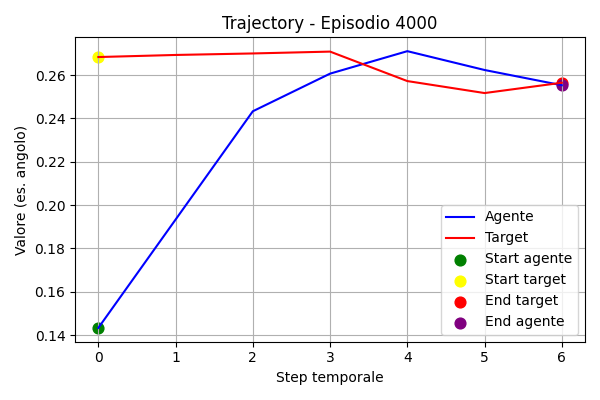 Trajectory - Episodio 4000
Valore (es. angolo)
0.26
0.24
0.22
0.20
0.18
0.16
0.14
0 1 2 3 4 5 6
Step temporale
Agente
Target
Start agente
Start target
End target
End agente